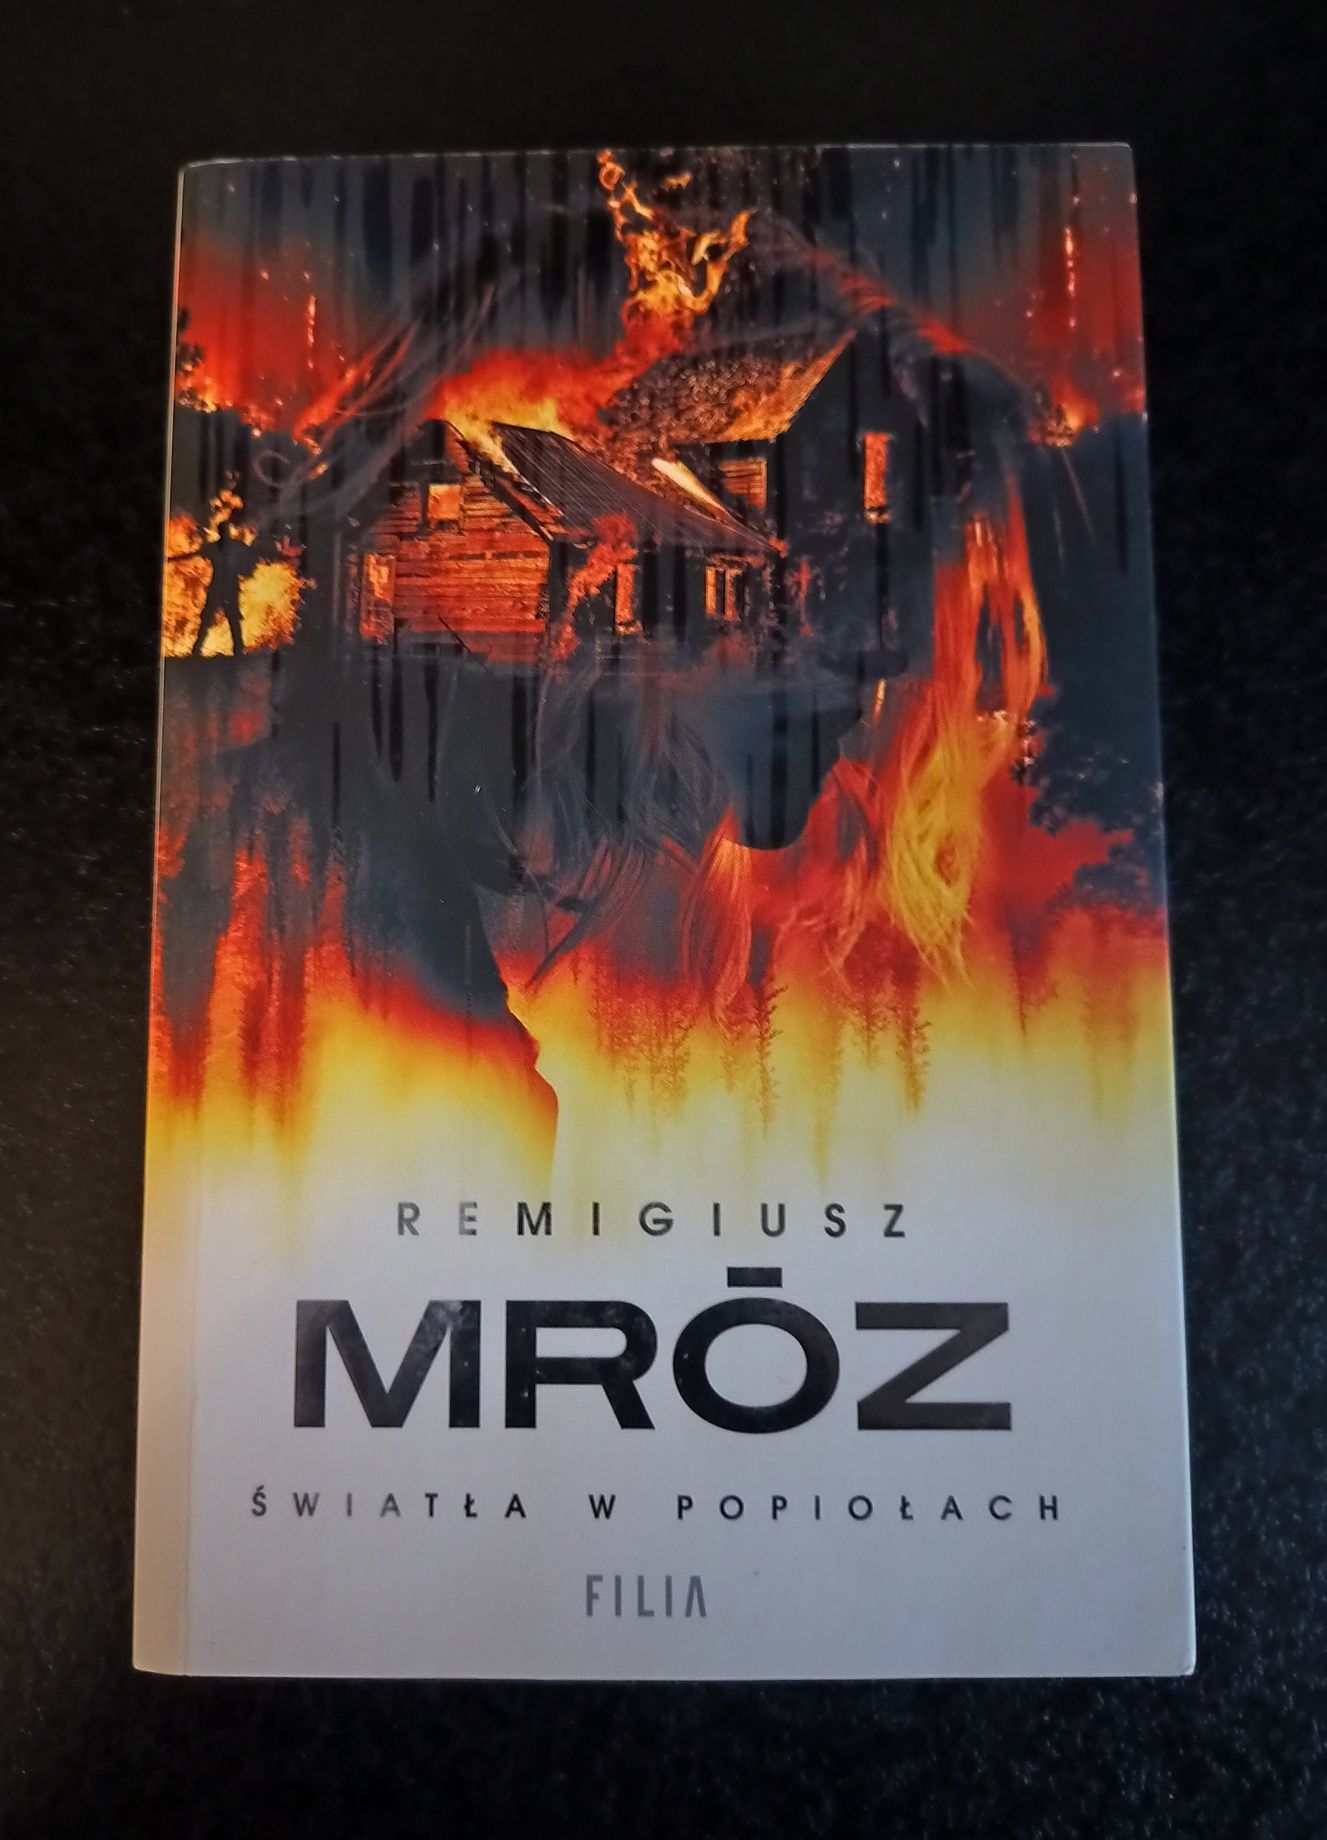 REMIGIUSZ
MRÓZ
ŚWIATŁA W POPIOŁACH
FILIA